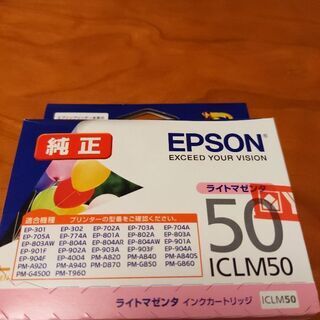 純正
EPSON
EXCEED YOUR VISION
ライトマゼンタ
50
ICLM50
適合機種 プリンターの型番をご確認ください。
EP-301 EP-302 EP-702A EP-703A EP-704A
EP-705A EP-774A EP-801A EP-802A EP-803A
EP-803AW EP-804A EP-804AR EP-804AW EP-901A
EP-901F EP-902A EP-903A EP-903F EP-904A
EP-904F EP-4004 PM-A820 PM-A840 PM-A840S
PM-A920 PM-A940 PM-D870 PM-G850 PM-G860
PM-G4500 PM-T960
ライトマゼンタ インクカートリッジ ICLM50